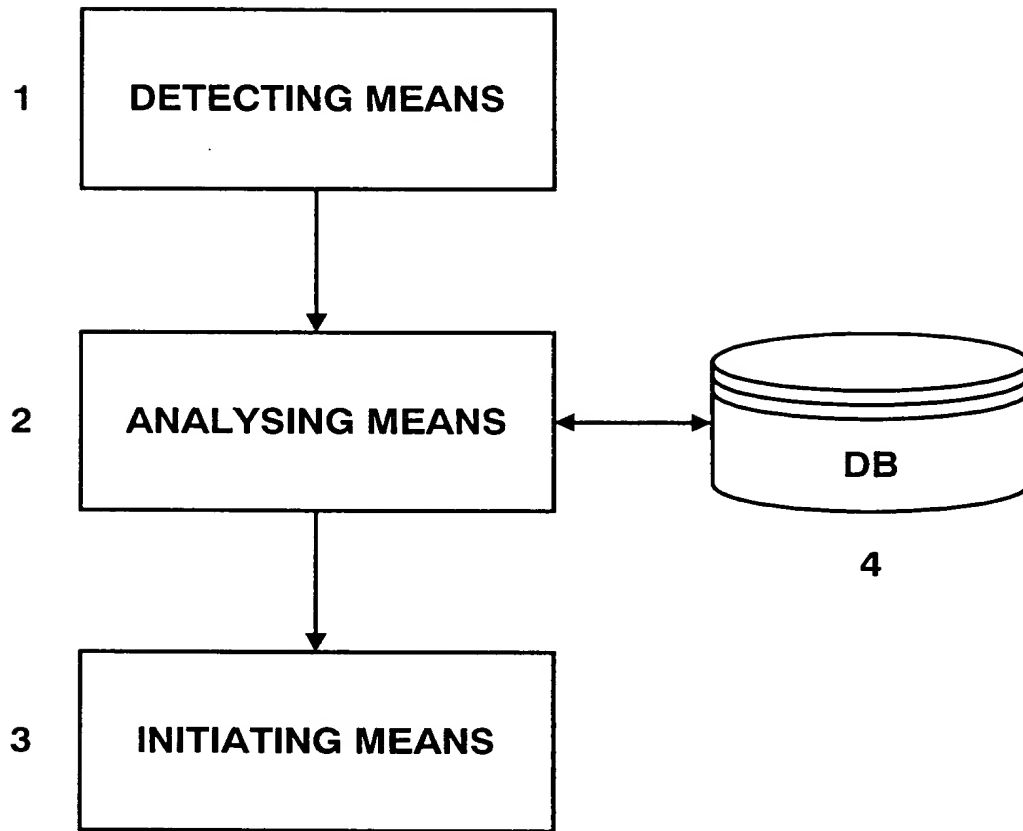 1
DETECTING MEANS
2
ANALYSING MEANS
DB
4
3
INITIATING MEANS